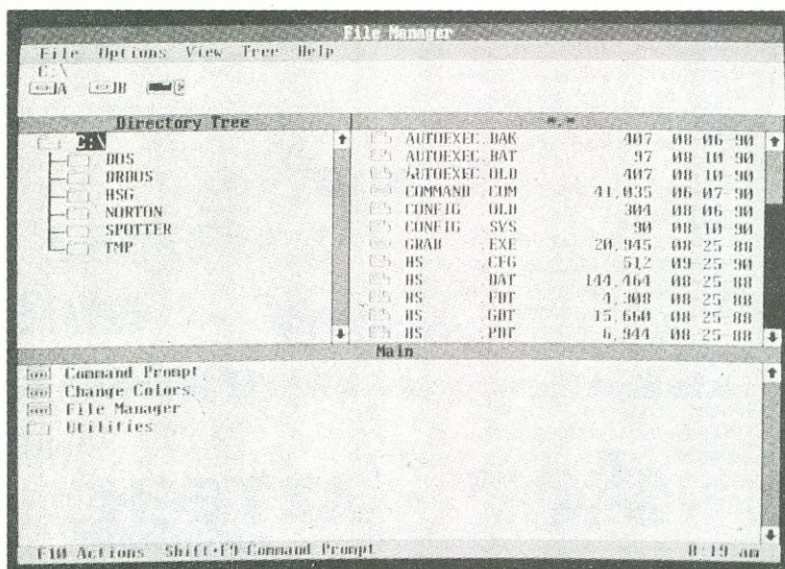 File Manager
File Options View Tree Help
C:\
A B C
Directory Tree
*.*
C:\
DOS
DRDOS
HSG
NORTON
SPOTTER
TMP
AUTOEXEC.BAK 407 08-06-90
AUTOEXEC.BAT 97 08-10-90
AUTOEXEC.OLD 407 08-10-90
COMMAND .COM 41,035 06-07-90
CONFIG .OLD 304 08-06-90
CONFIG .SYS 90 08-10-90
GRAB .EXE 20,945 08-25-88
HS .CFG 512 09-25-90
HS .DAT 144,464 08-25-88
HS .FDT 4,308 08-25-88
HS .GDT 15,660 08-25-88
HS .PDT 6,944 08-25-88
Main
Command Prompt
Change Colors
File Manager
Utilities
F10=Actions Shift+F9=Command Prompt 8:19 am